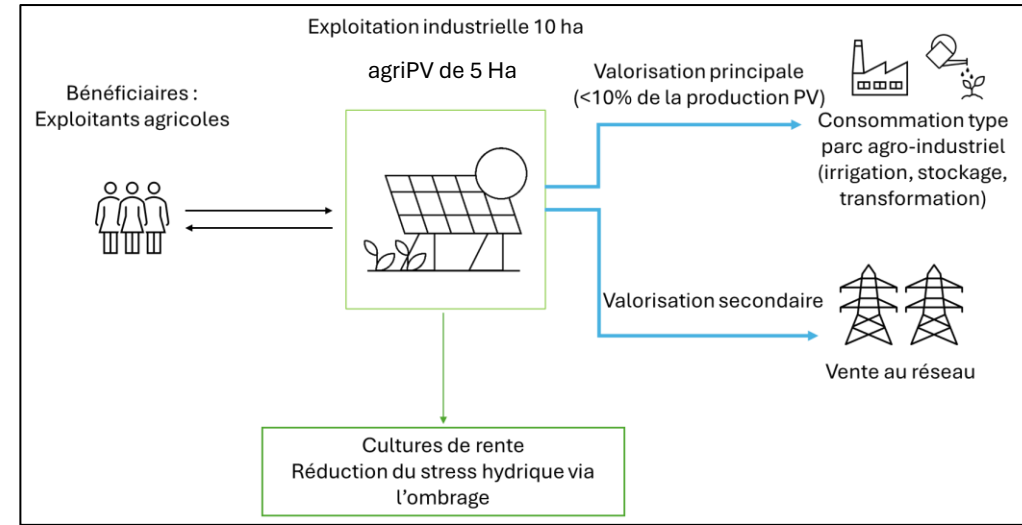 Exploitation industrielle 10 ha
agriPV de 5 Ha
Bénéficiaires :
Exploitants agricoles
Valorisation principale
(<10% de la production PV)
Consommation type
parc agro-industriel
(irrigation, stockage,
transformation)
Valorisation secondaire
Vente au réseau
Cultures de rente
Réduction du stress hydrique via
l’ombrage